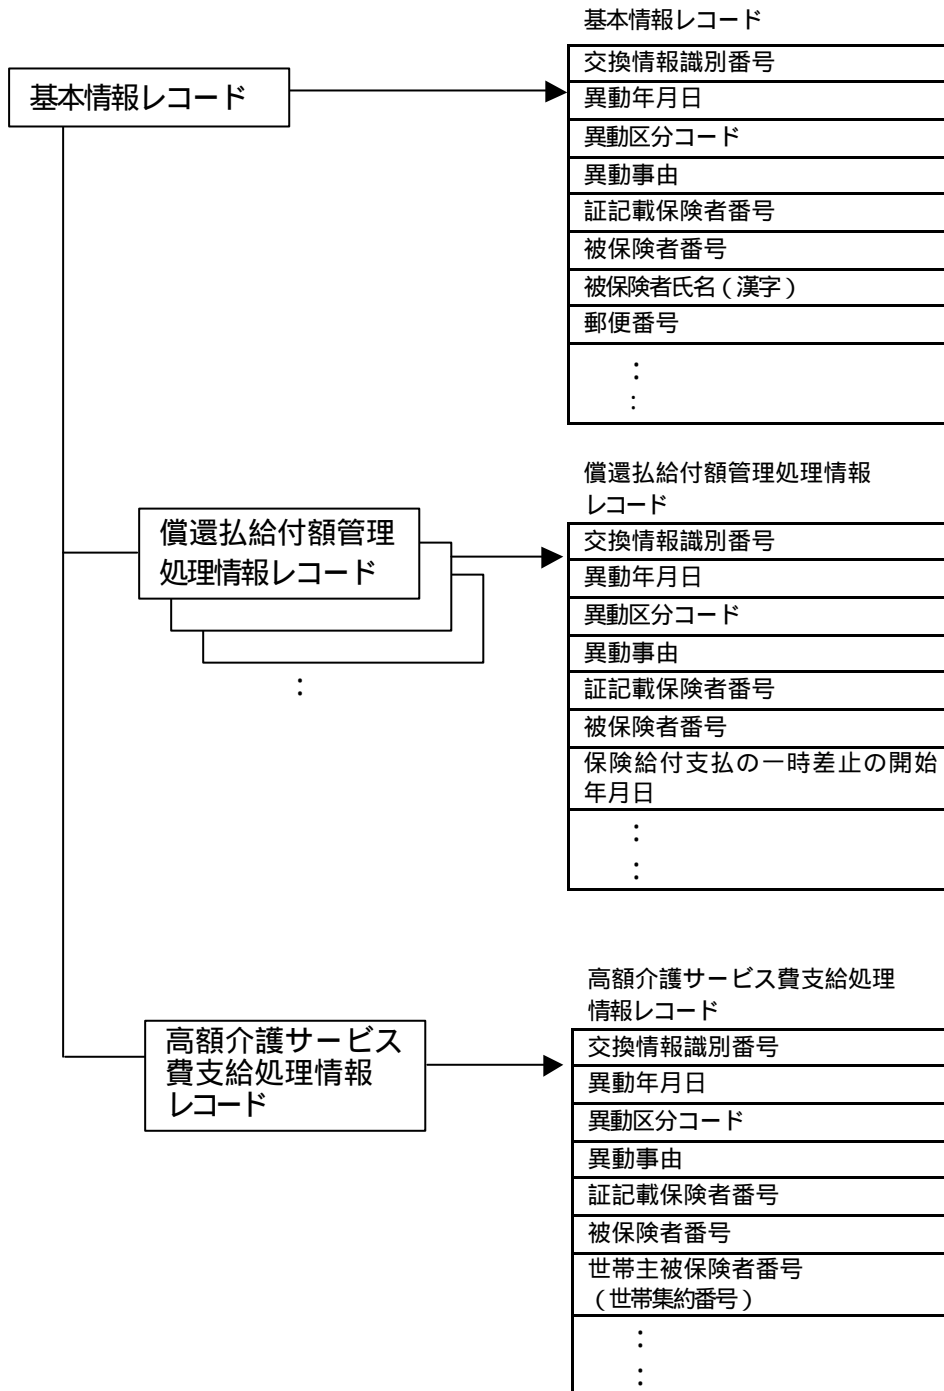 基本情報レコード
基本情報レコード
交換情報識別番号
異動年月日
異動区分コード
異動事由
証記載保険者番号
被保険者番号
被保険者氏名(漢字)
郵便番号
:
:
償還払給付額管理
処理情報レコード
:
償還払給付額管理処理情報
レコード
交換情報識別番号
異動年月日
異動区分コード
異動事由
証記載保険者番号
被保険者番号
保険給付支払の一時差止の開始
年月日
:
:
高額介護サービス
費支給処理情報
レコード
高額介護サービス費支給処理
情報レコード
交換情報識別番号
異動年月日
異動区分コード
異動事由
証記載保険者番号
被保険者番号
世帯主被保険者番号
(世帯集約番号)
:
: